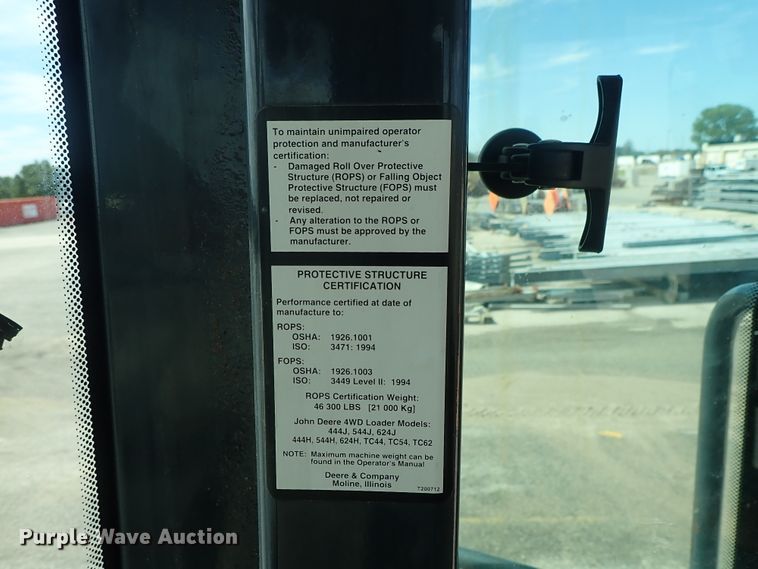 To maintain unimpaired operator
protection and manufacturer's
certification:
- Damaged Roll Over Protective
Structure (ROPS) or Falling Object
Protective Structure (FOPS) must
be replaced, not repaired or
revised.
- Any alteration to the ROPS or
FOPS must be approved by the
manufacturer.
PROTECTIVE STRUCTURE
CERTIFICATION
Performance certified at date of
manufacture to:
ROPS:
OSHA: 1926.1001
ISO: 3471: 1994
FOPS:
OSHA: 1926.1003
ISO: 3449 Level II: 1994
ROPS Certification Weight:
46 300 LBS [21 000 Kg]
John Deere 4WD Loader Models:
444J, 544J, 624J
444H, 544H, 624H, TC44, TC54, TC62
NOTE: Maximum machine weight can be
found in the Operator's Manual
Deere & Company
Moline, Illinois
T200712
Purple Wave Auction